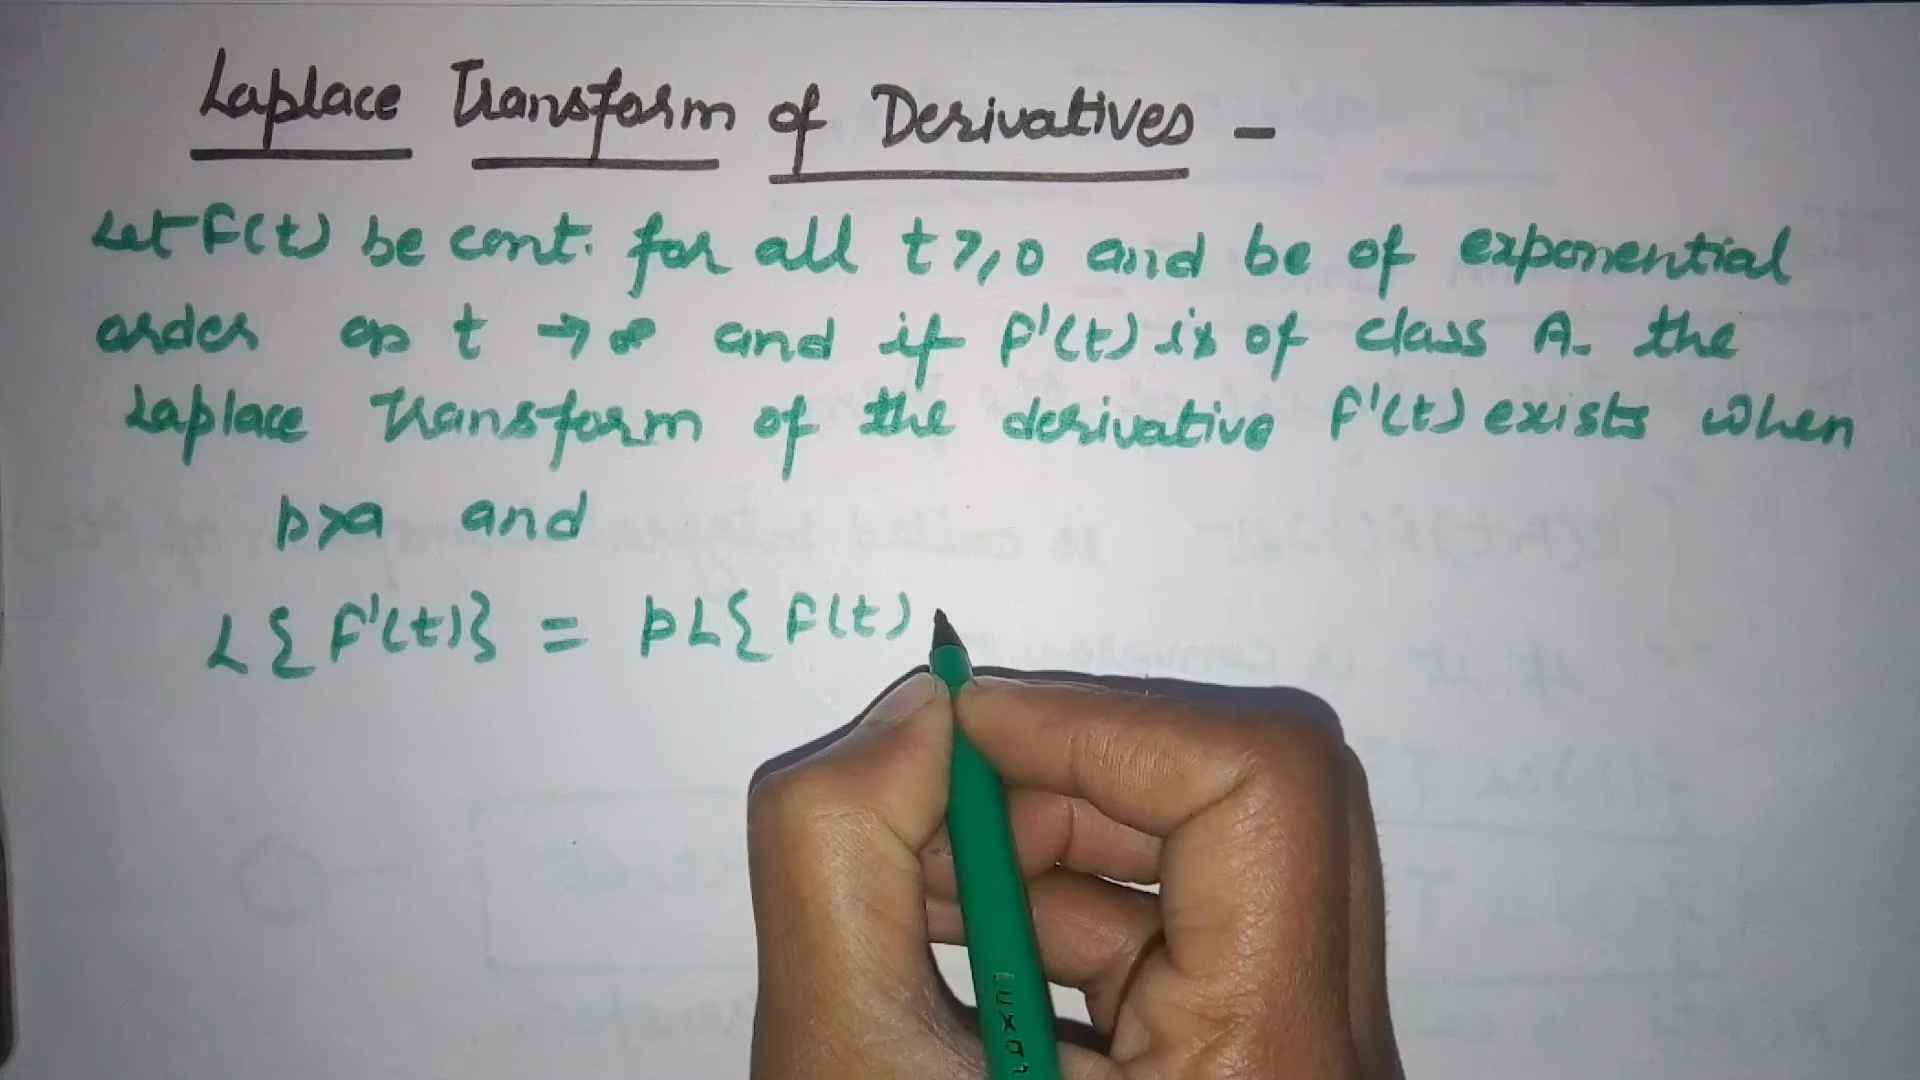 Laplace Transform of Derivatives -
Let F(t) be cont. for all t ≥ 0 and be of exponential
order as t → ∞ and if F'(t) is of class A. the
Laplace Transform of the derivative F'(t) exists when
p>a and
L{F'(t)} = pL{F(t)
Luxor